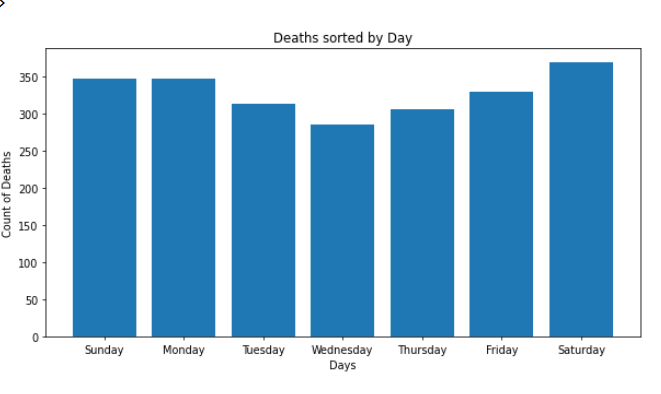 Deaths sorted by Day
Count of Deaths
350
300
250
200
150
100
50
0
Sunday Monday Tuesday Wednesday Thursday Friday Saturday
Days